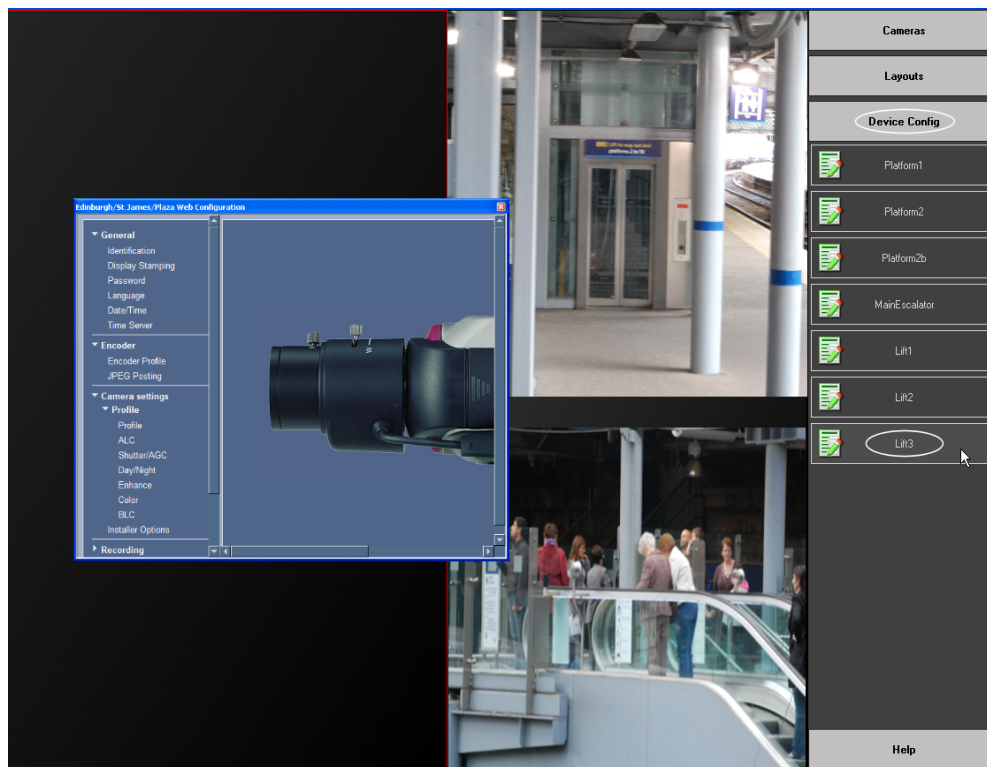 Cameras
Layouts
Device Config
Platform1
Platform2
Platform2b
MainEscalator
Lift1
Lift2
Lift3
Help
Edinburgh/St James/Plaza Web Configuration
General
Identification
Display Stamping
Password
Language
Date/Time
Time Server
Encoder
Encoder Profile
JPEG Posting
Camera settings
Profile
Profile
ALC
Shutter/AGC
Day/Night
Enhance
Color
BLC
Installer Options
Recording
W